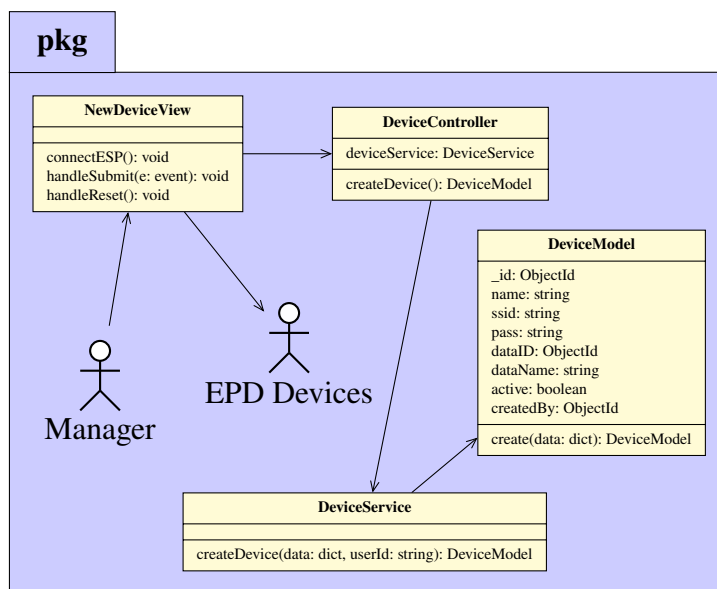 pkg
NewDeviceView
connectESP(): void
handleSubmit(e: event): void
handleReset(): void
DeviceController
deviceService: DeviceService
createDevice(): DeviceModel
DeviceModel
_id: ObjectId
name: string
ssid: string
pass: string
dataID: ObjectId
dataName: string
active: boolean
createdBy: ObjectId
create(data: dict): DeviceModel
EPD Devices
Manager
DeviceService
createDevice(data: dict, userId: string): DeviceModel